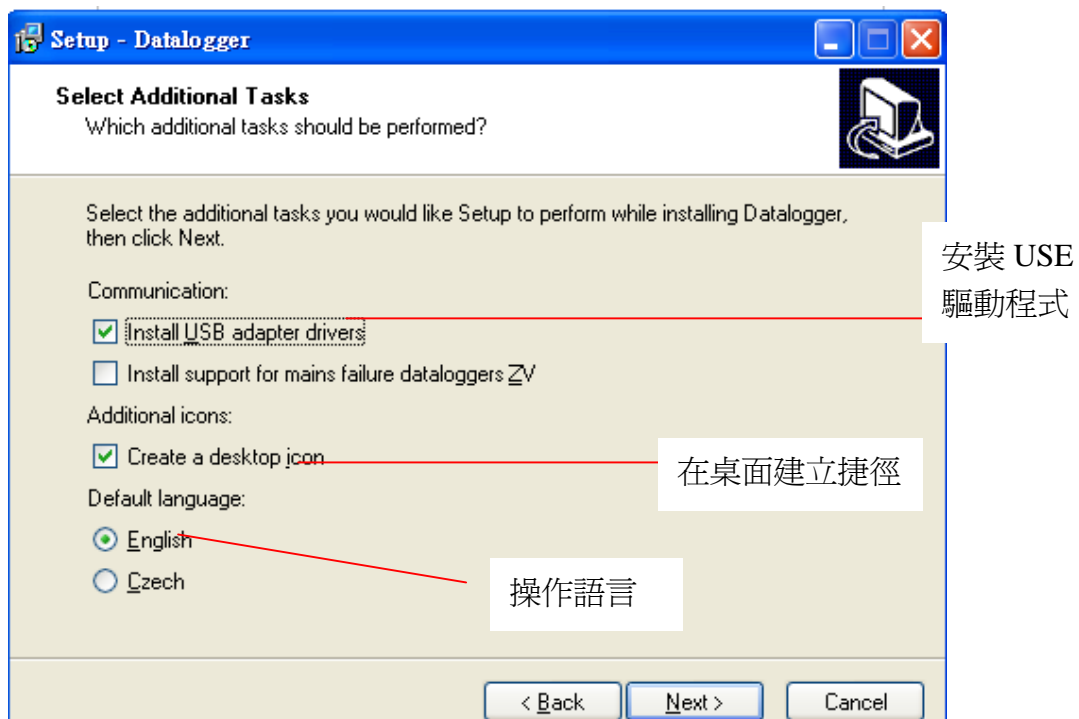 Setup - Datalogger
Select Additional Tasks
Which additional tasks should be performed?
Select the additional tasks you would like Setup to perform while installing Datalogger,
then click Next.
安裝 USE
驅動程式
Communication:
Install USB adapter drivers
Install support for mains failure dataloggers ZV
Additional icons:
Create a desktop icon
在桌面建立捷徑
Default language:
English
Czech
操作語言
< Back
Next >
Cancel